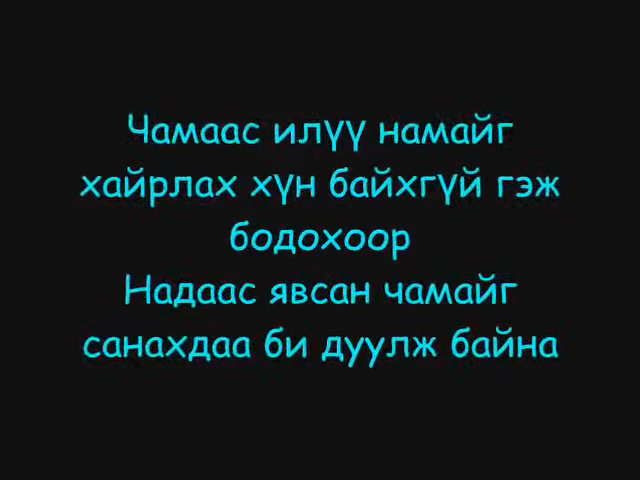 Чамаас илүү намайг
хайрлах хүн байхгүй гэж
бодохоор
Надаас явсан чамайг
санахдаа би дуулж байна